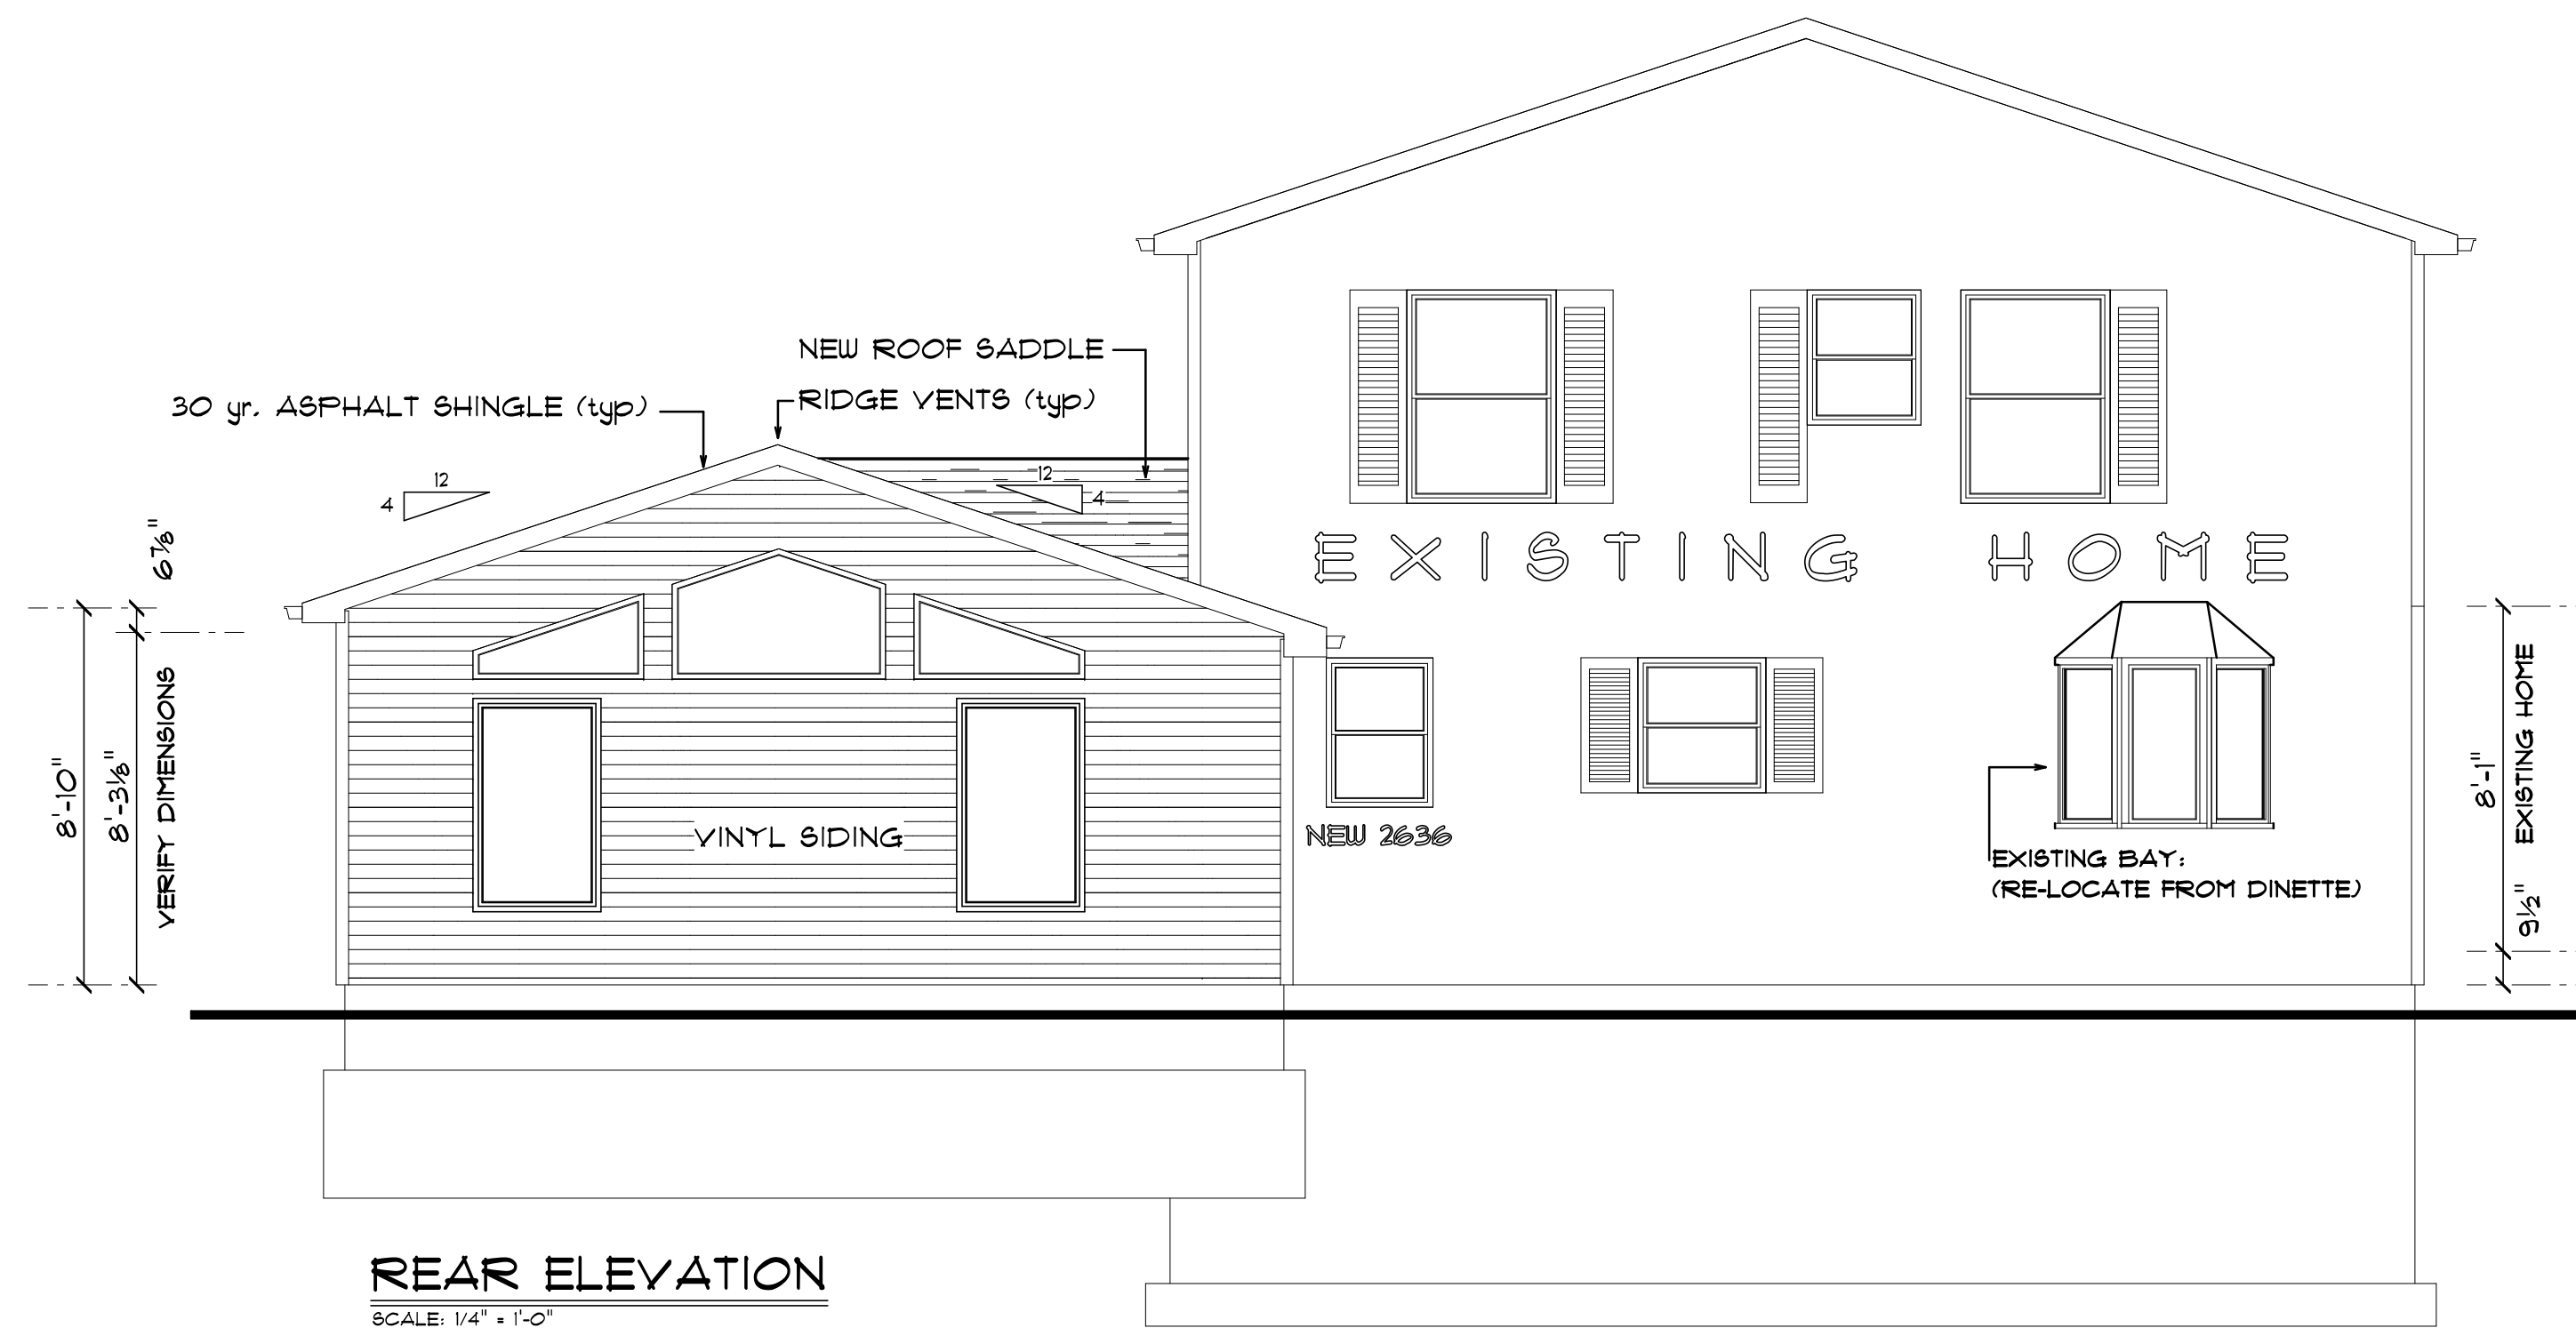 NEW ROOF SADDLE
RIDGE VENTS (typ)
30 yr. ASPHALT SHINGLE (typ)
12
4
12
4
6⅞"
8'-10"
8'-3⅛"
VERIFY DIMENSIONS
EXISTING HOME
VINYL SIDING
NEW 2636
EXISTING BAY:
(RE-LOCATE FROM DINETTE)
8'-1"
EXISTING HOME
9½"
REAR ELEVATION
SCALE: 1/4" = 1'-0"